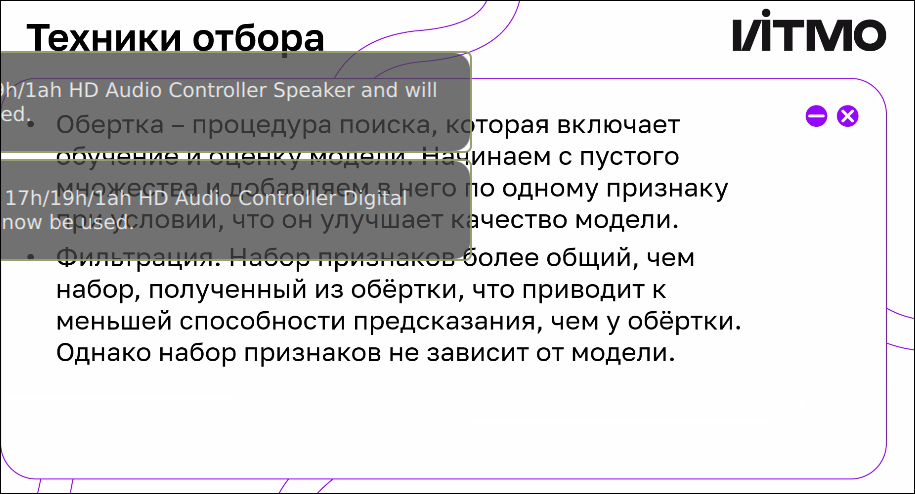 Техники отбора
ИTMO
9h/1ah HD Audio Controller Speaker and will
ed.
• Обертка – процедура поиска, которая включает
обучение и оценку модели. Начинаем с пустого
множества и добавляем в него по одному признаку
при условии, что он улучшает качество модели.
17h/19h/1ah HD Audio Controller Digital
now be used.
• Фильтрация. Набор признаков более общий, чем
набор, полученный из обёртки, что приводит к
меньшей способности предсказания, чем у обёртки.
Однако набор признаков не зависит от модели.